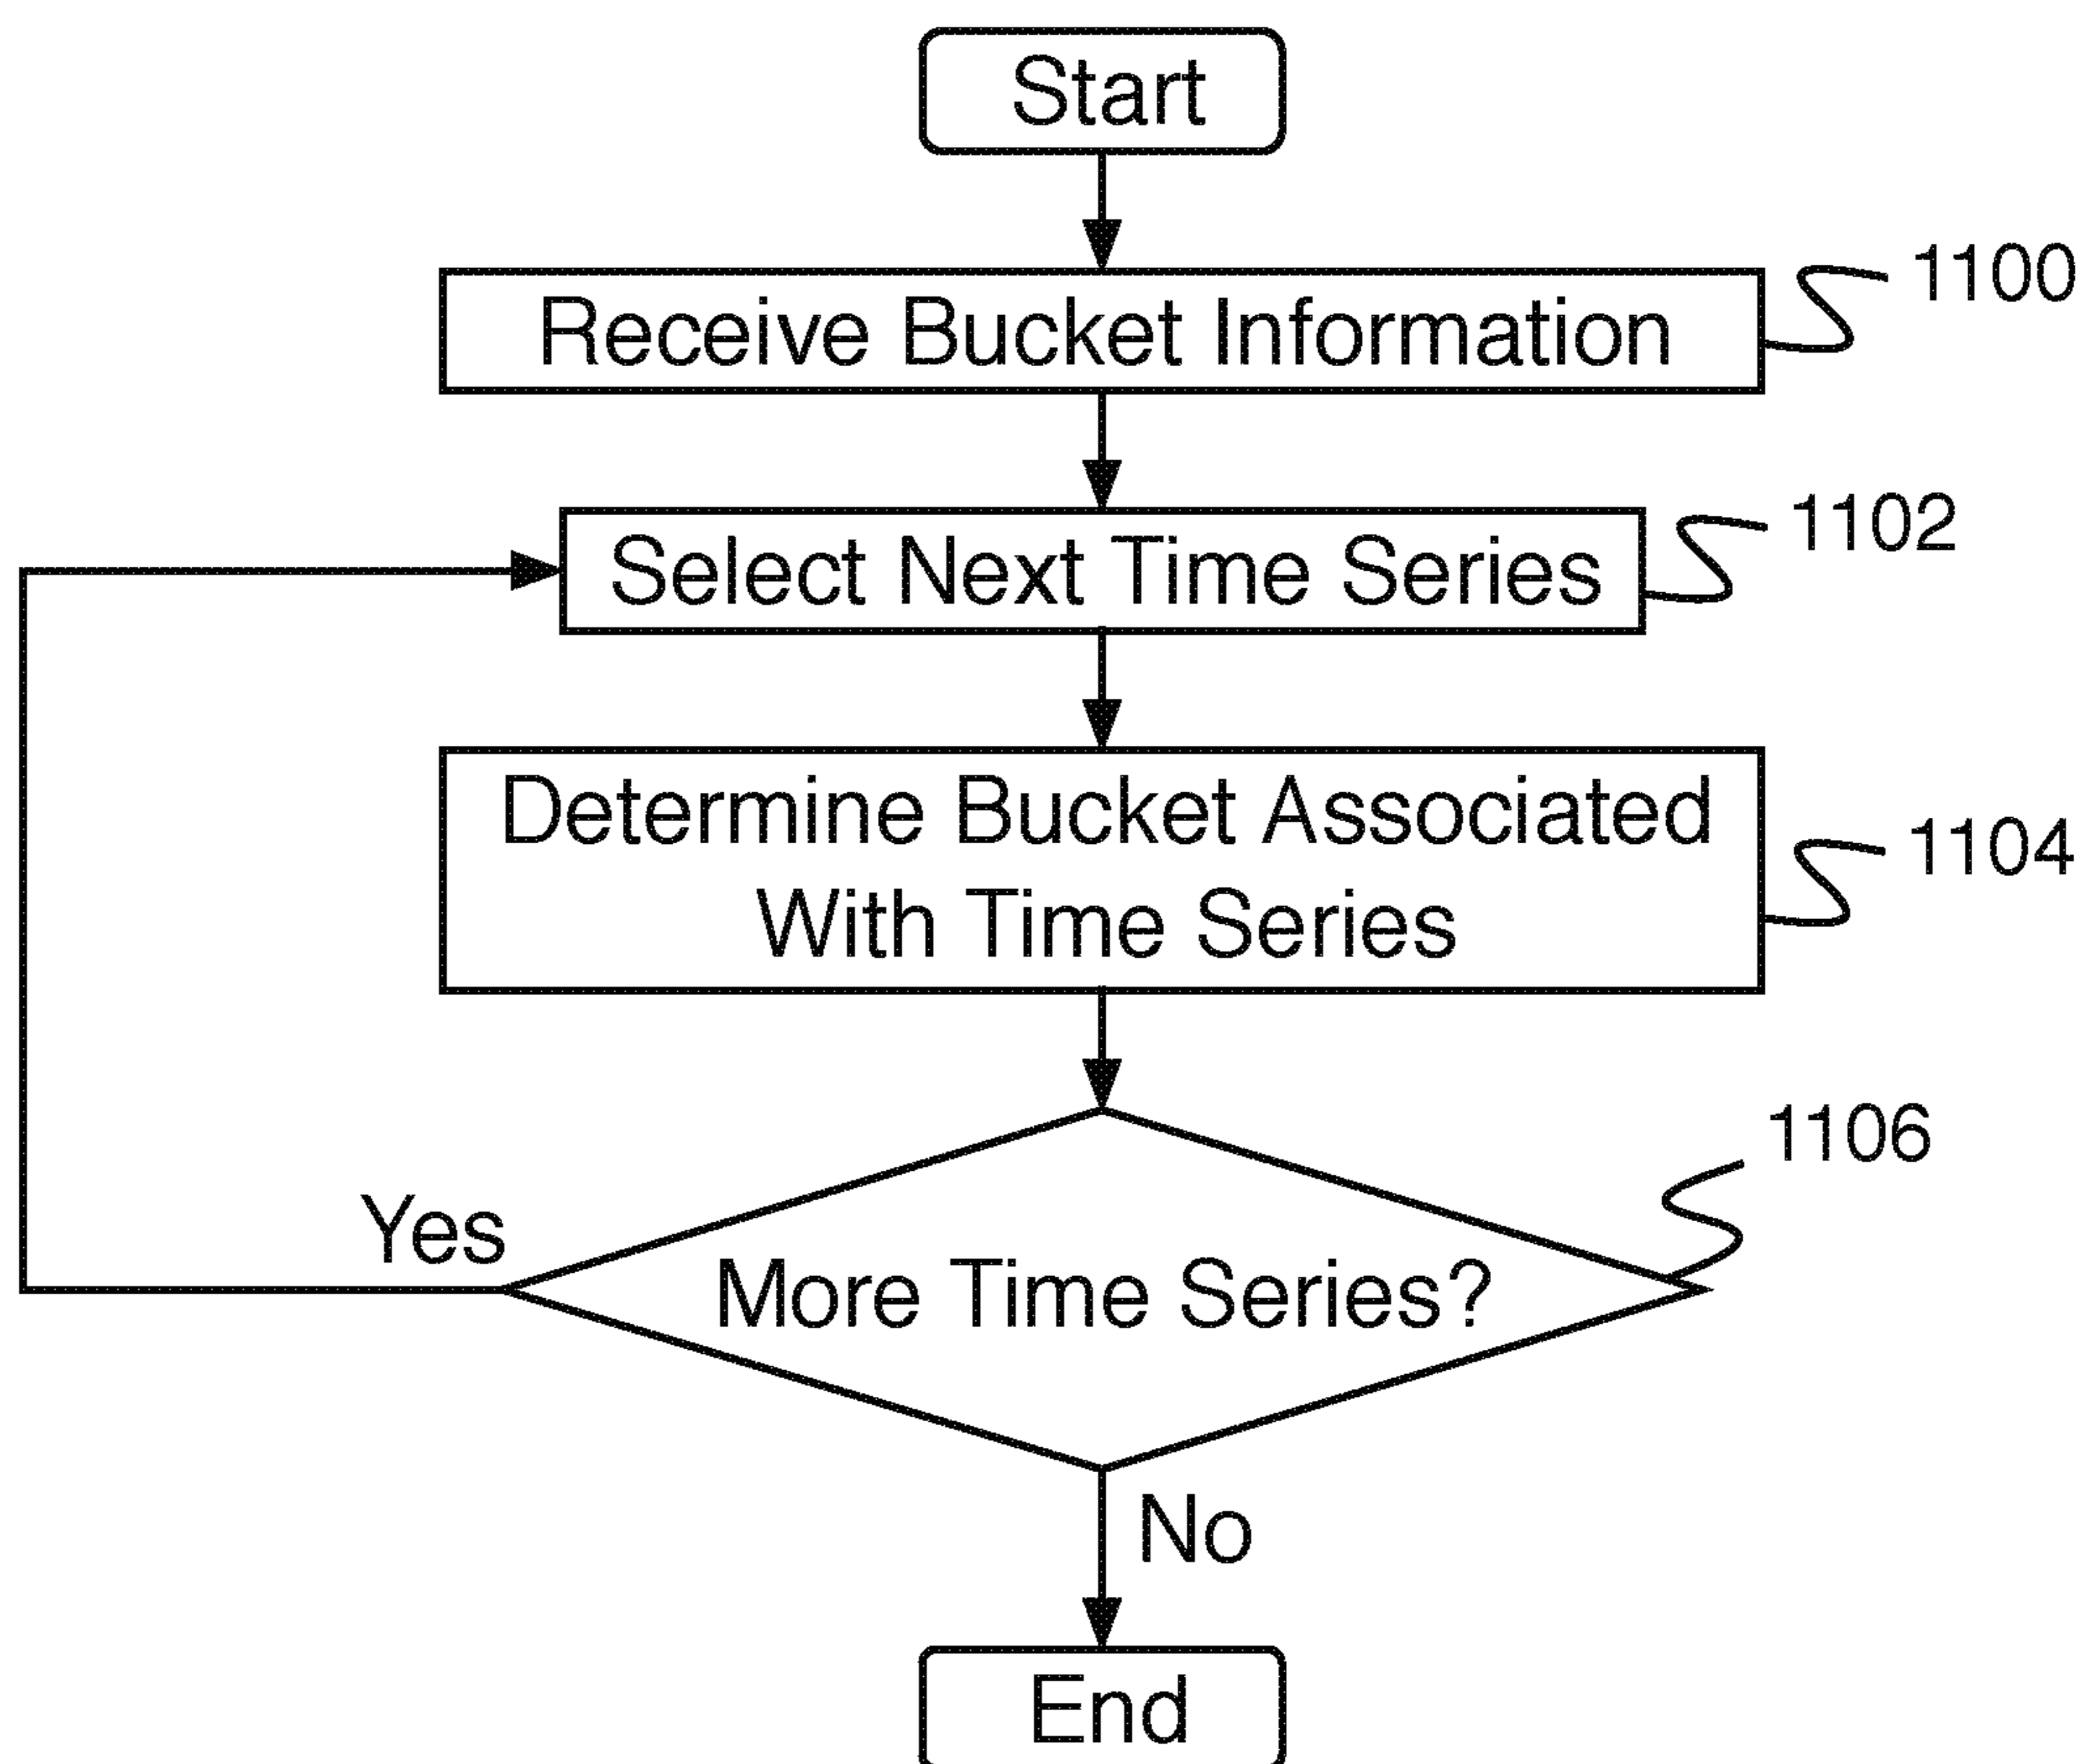 Start
Receive Bucket Information
1100
Select Next Time Series
1102
Determine Bucket Associated
With Time Series
1104
More Time Series?
1106
Yes
No
End